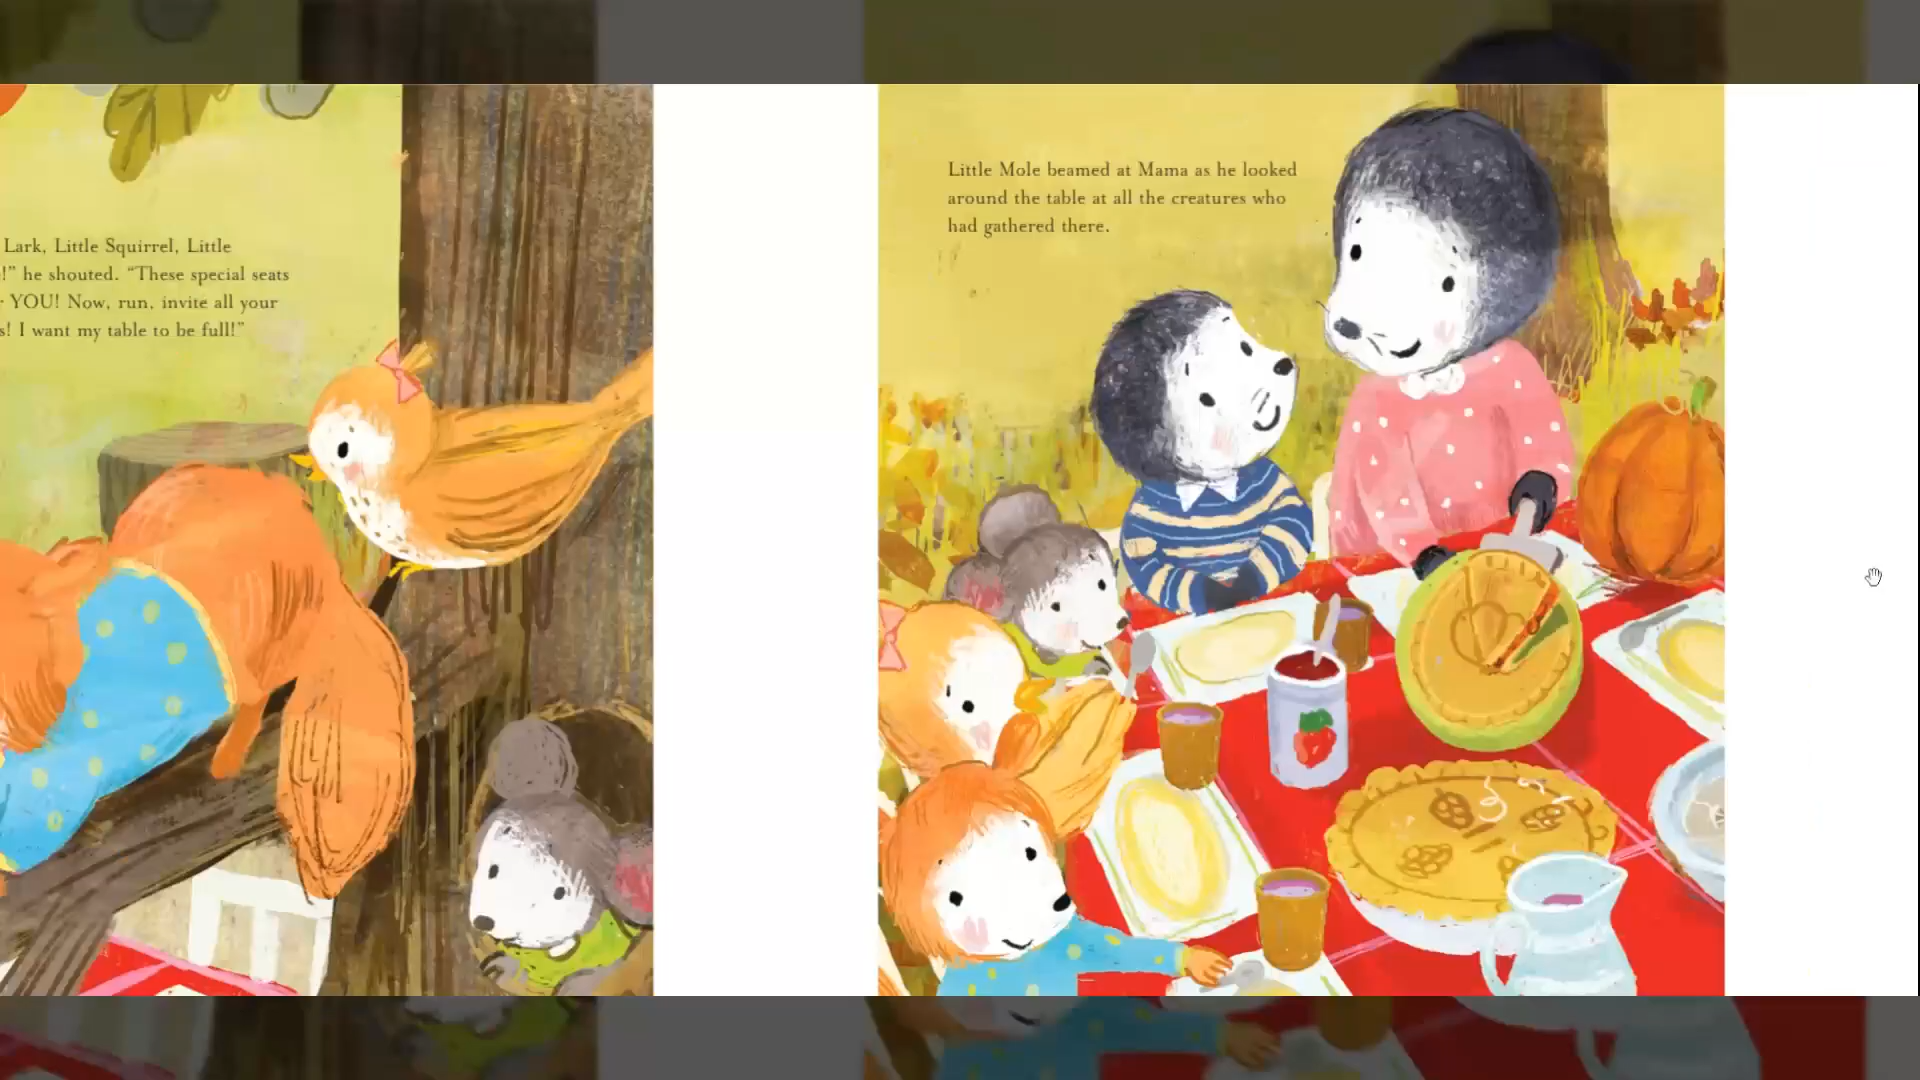 Lark, Little Squirrel, Little
!” he shouted. “These special seats
YOU! Now, run, invite all your
s! I want my table to be full!”
Little Mole beamed at Mama as he looked
around the table at all the creatures who
had gathered there.